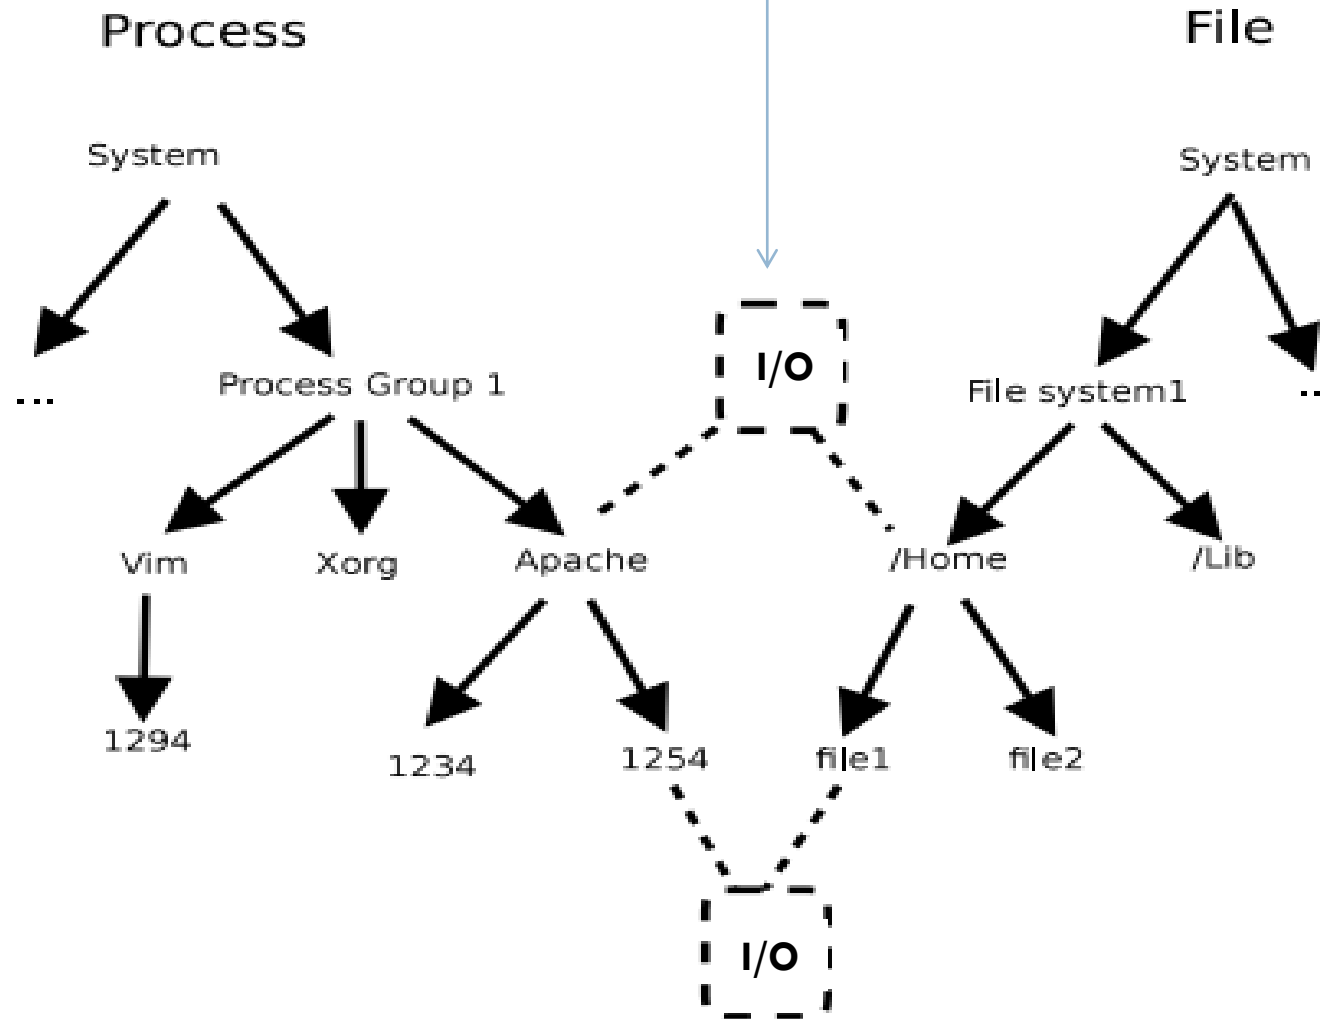 Process
File
System
System
I/O
...
Process Group 1
File system1
..
Vim
Xorg
Apache
/Home
/Lib
1294
1234
1254
file1
file2
I/O